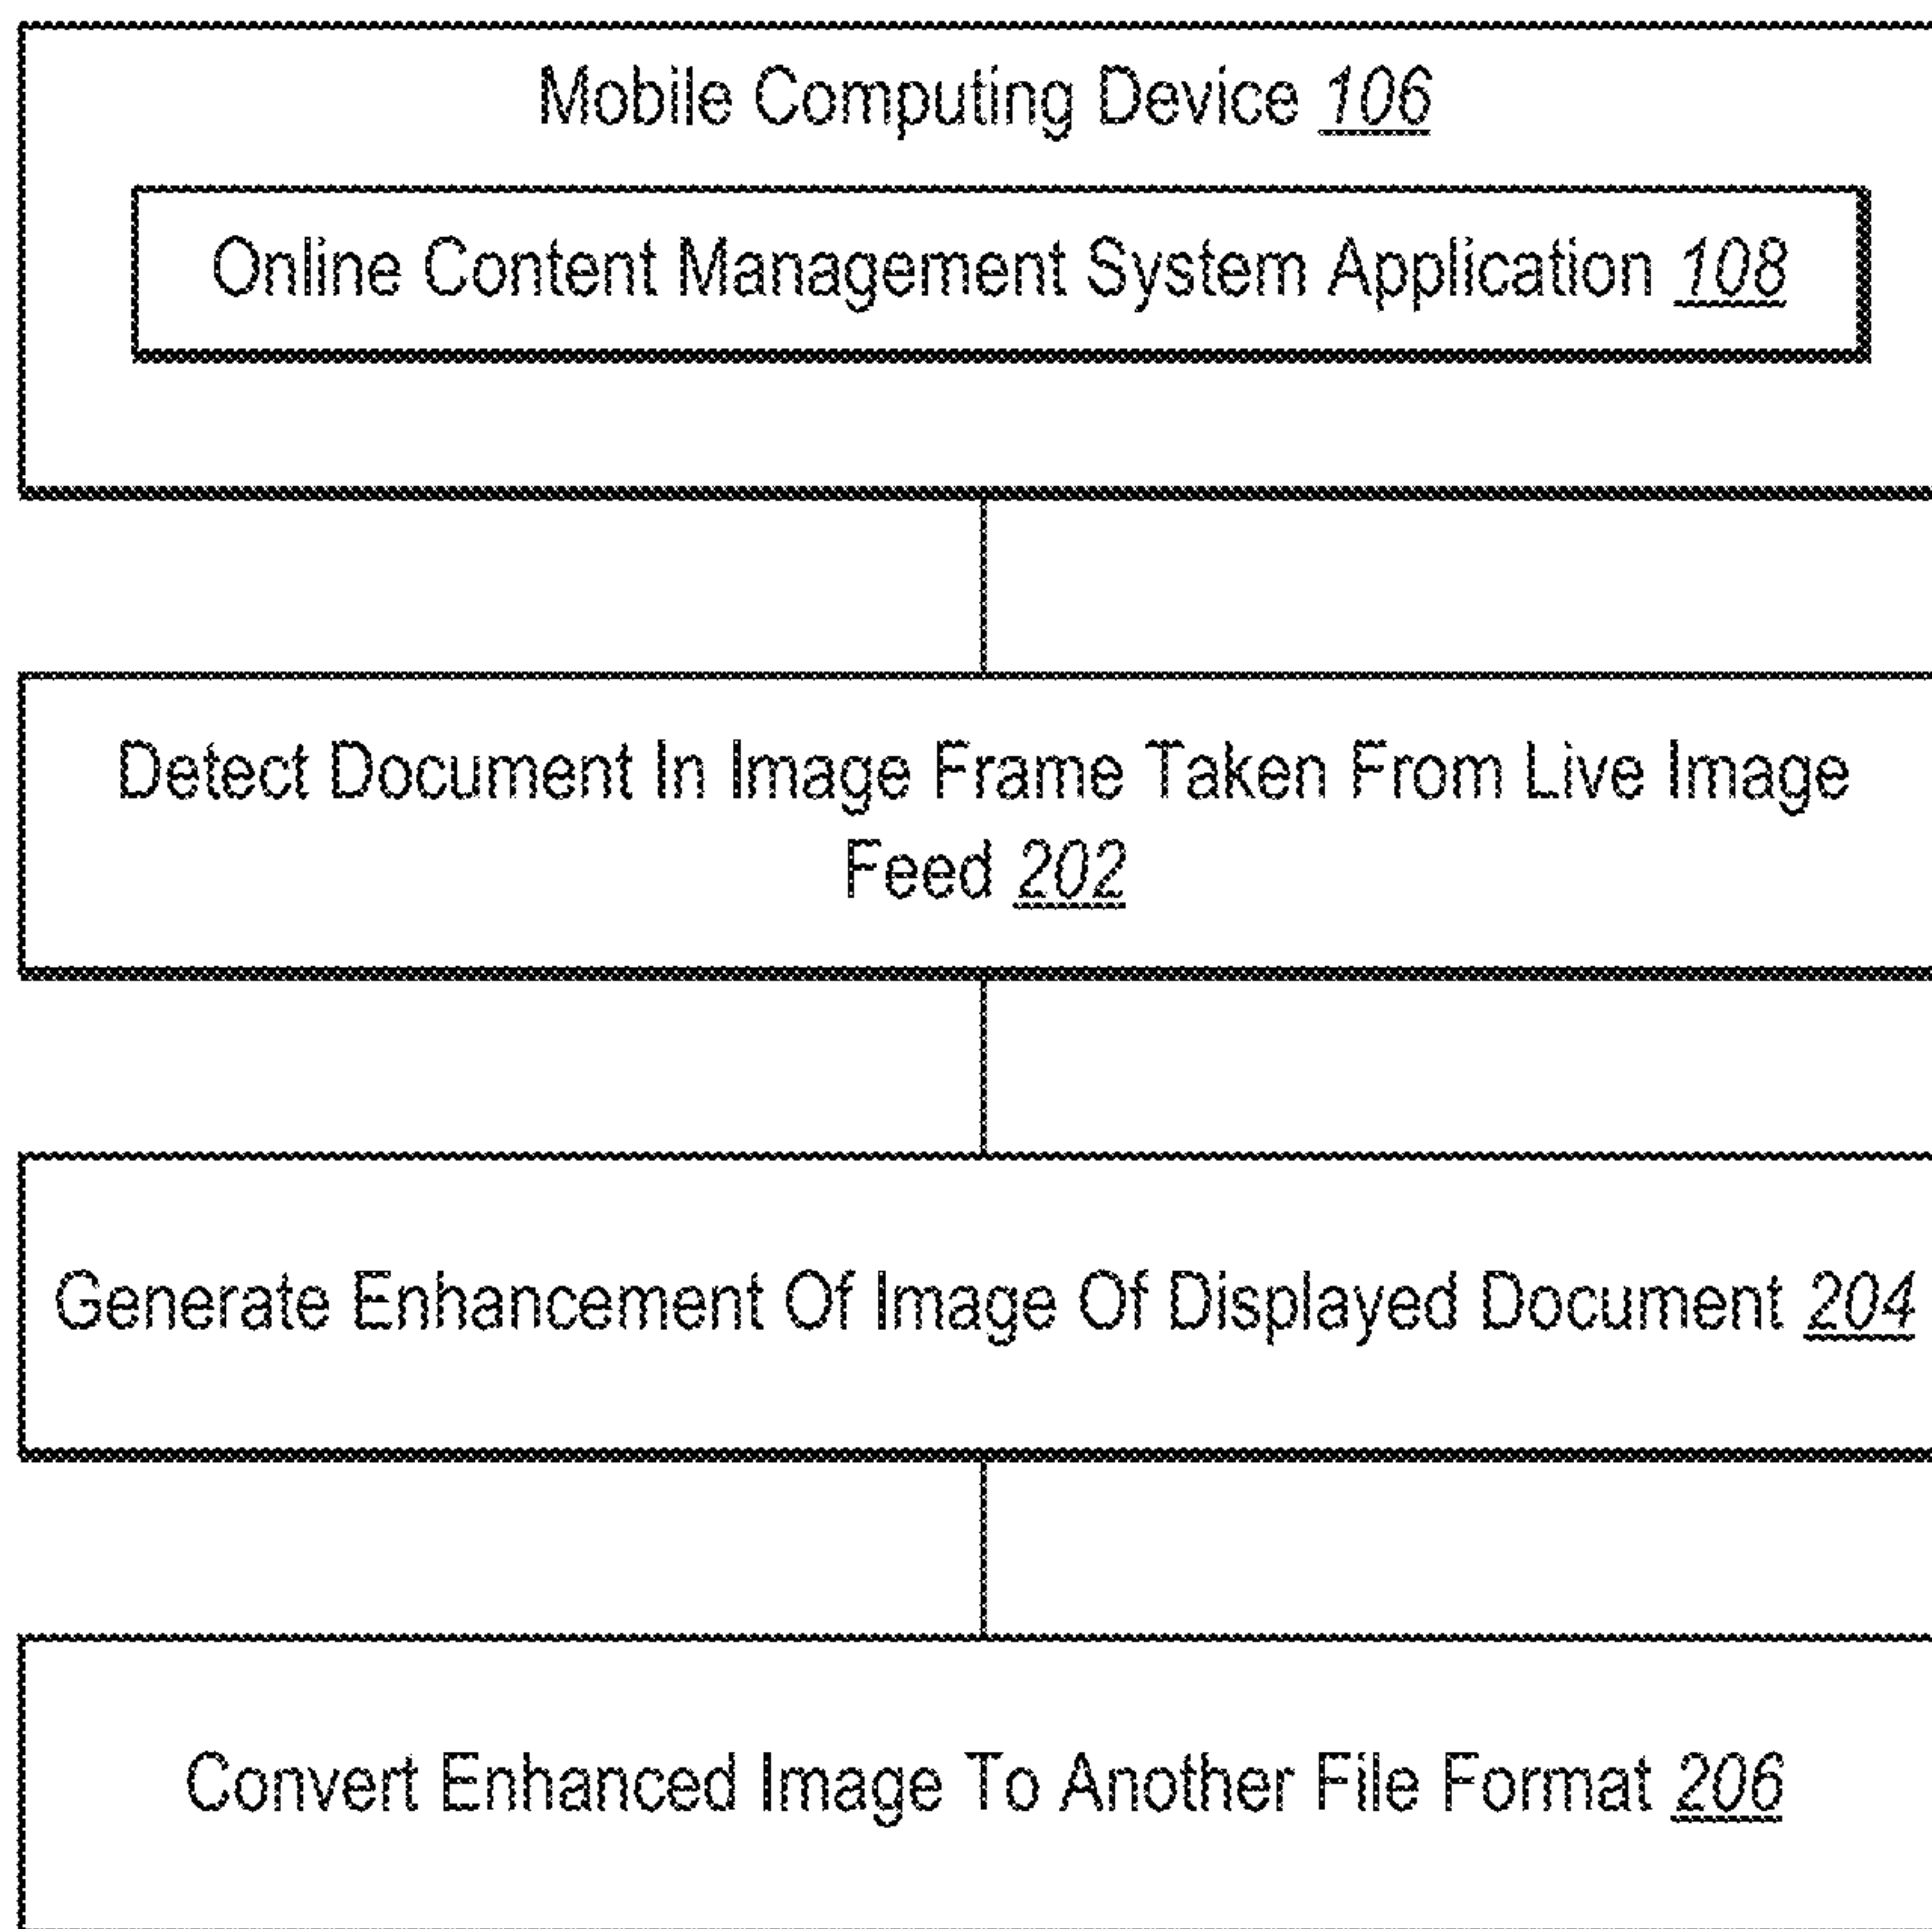 Mobile Computing Device 106
Online Content Management System Application 108
Detect Document In Image Frame Taken From Live Image
Feed 202
Generate Enhancement Of Image Of Displayed Document 204
Convert Enhanced Image To Another File Format 206